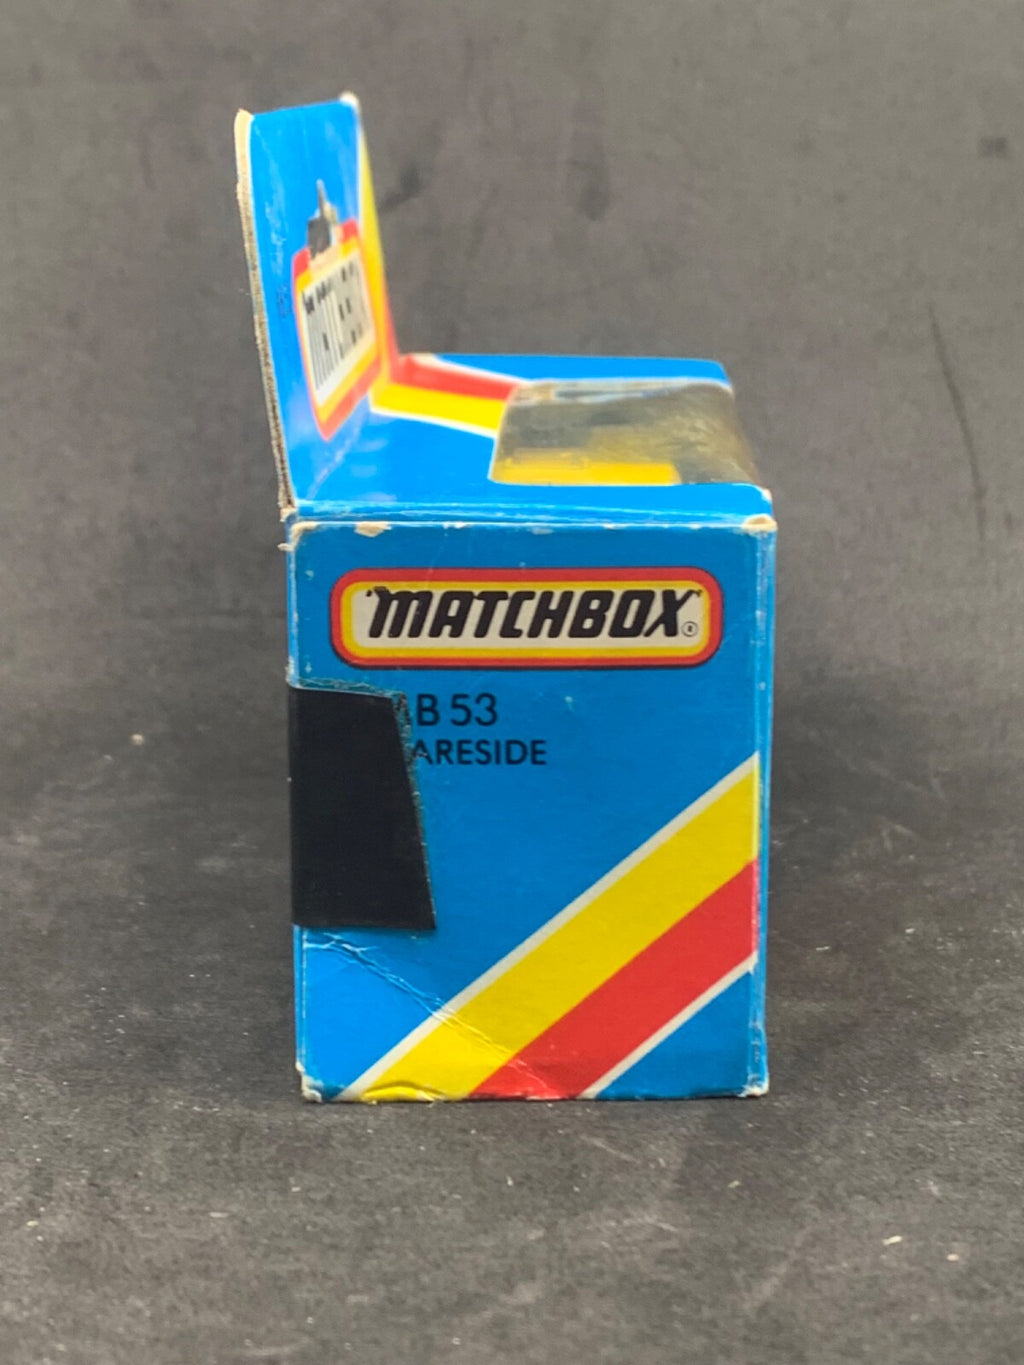 'MATCHBOX' ®
B 53
ARESIDE